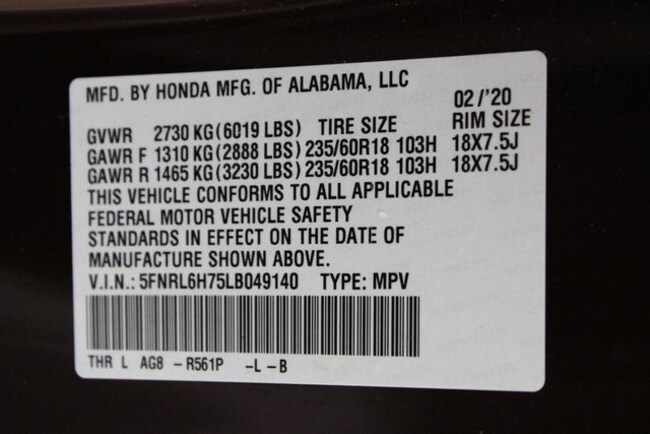 MFD. BY HONDA MFG. OF ALABAMA, LLC
02/'20
GVWR 2730 KG(6019 LBS) TIRE SIZE RIM SIZE
GAWR F 1310 KG(2888 LBS) 235/60R18 103H 18X7.5J
GAWR R 1465 KG(3230 LBS) 235/60R18 103H 18X7.5J
THIS VEHICLE CONFORMS TO ALL APPLICABLE
FEDERAL MOTOR VEHICLE SAFETY
STANDARDS IN EFFECT ON THE DATE OF
MANUFACTURE SHOWN ABOVE.
V.I.N.: 5FNRL6H75LB049140 TYPE: MPV
THR L AG8 - R561P -L-B